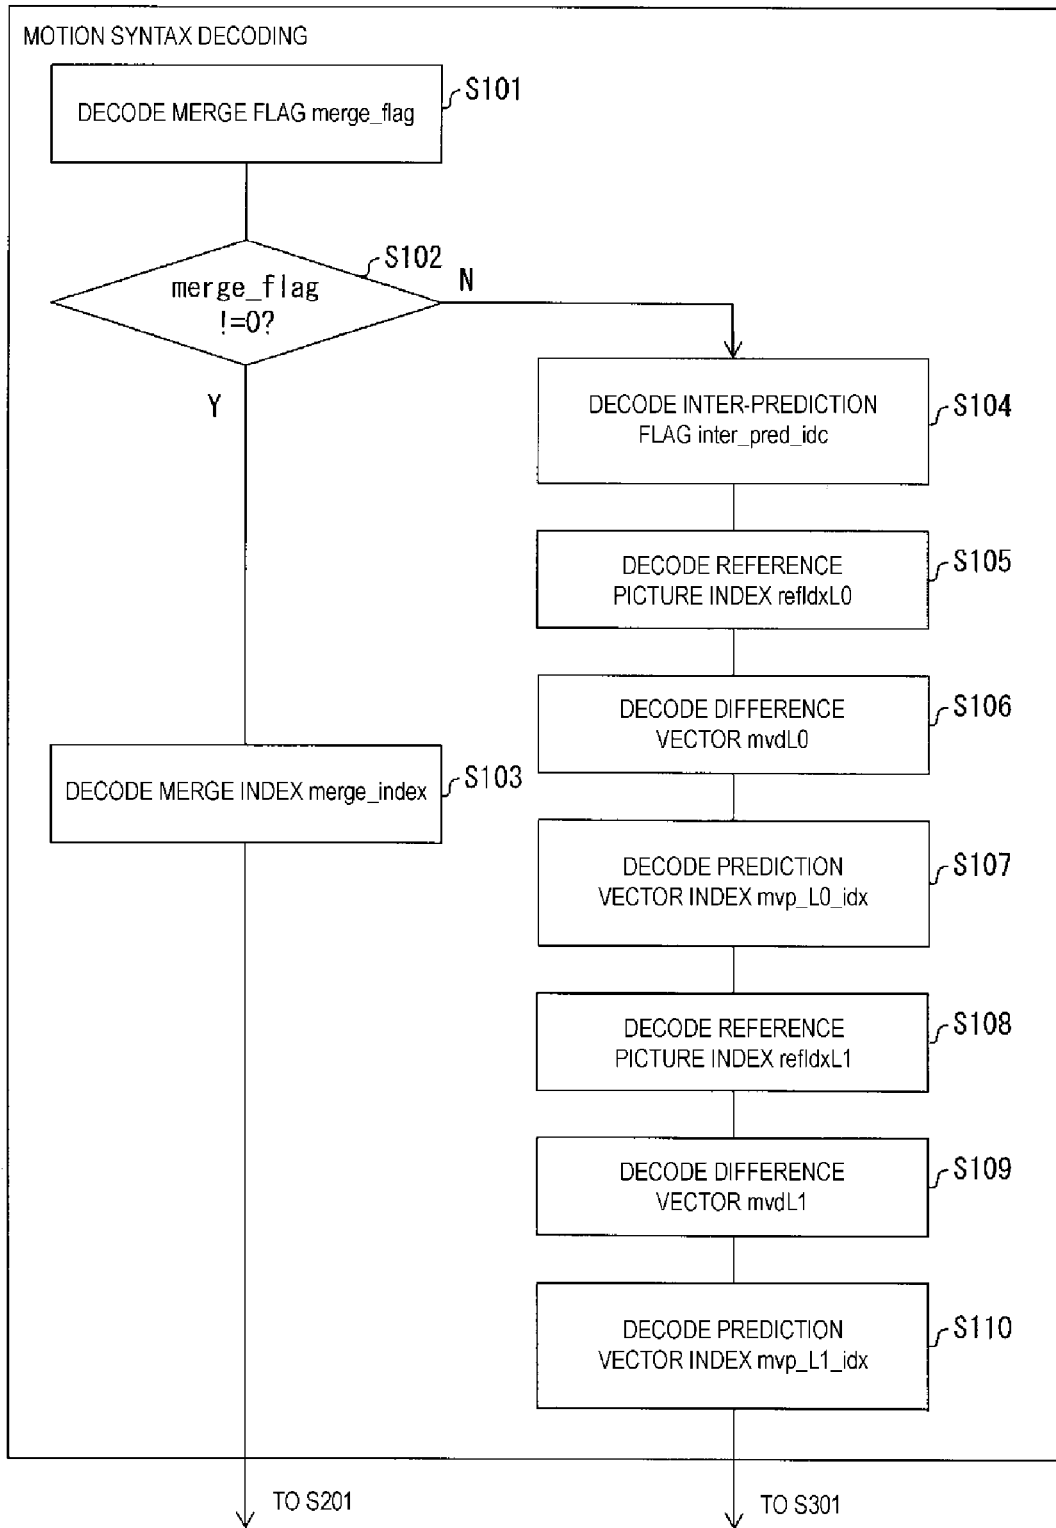 MOTION SYNTAX DECODING
S101
DECODE MERGE FLAG merge_flag
S102
merge_flag
!=0?
N
Y
DECODE INTER-PREDICTION
FLAG inter_pred_idc
S104
DECODE REFERENCE
PICTURE INDEX refIdxL0
S105
DECODE DIFFERENCE
VECTOR mvdL0
S106
DECODE MERGE INDEX merge_index
S103
DECODE PREDICTION
VECTOR INDEX mvp_L0_idx
S107
DECODE REFERENCE
PICTURE INDEX refIdxL1
S108
DECODE DIFFERENCE
VECTOR mvdL1
S109
DECODE PREDICTION
VECTOR INDEX mvp_L1_idx
S110
TO S201
TO S301